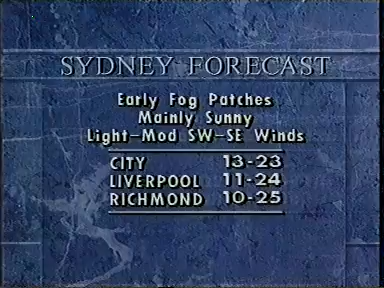 SYDNEY FORECAST
Early Fog Patches
Mainly Sunny
Light-Mod SW-SE Winds
CITY 13-23
LIVERPOOL 11-24
RICHMOND 10-25